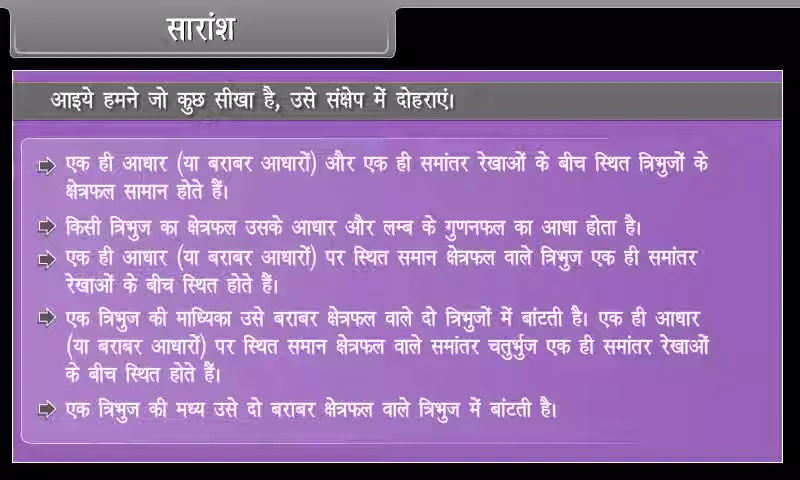 सारांश
आइये हमने जो कुछ सीखा है, उसे संक्षेप में दोहराएं।
एक ही आधार (या बराबर आधारों) और एक ही समांतर रेखाओं के बीच स्थित त्रिभुजों के
क्षेत्रफल सामान होते हैं।
किसी त्रिभुज का क्षेत्रफल उसके आधार और लम्ब के गुणनफल का आधा होता है।
एक ही आधार (या बराबर आधारों) पर स्थित समान क्षेत्रफल वाले त्रिभुज एक ही समांतर
रेखाओं के बीच स्थित होते हैं।
एक त्रिभुज की माध्यिका उसे बराबर क्षेत्रफल वाले दो त्रिभुजों में बांटती है। एक ही आधार
(या बराबर आधारों) पर स्थित समान क्षेत्रफल वाले समांतर चतुर्भुज एक ही समांतर रेखाओं
के बीच स्थित होते हैं।
एक त्रिभुज की मध्य उसे दो बराबर क्षेत्रफल वाले त्रिभुज में बांटती है।